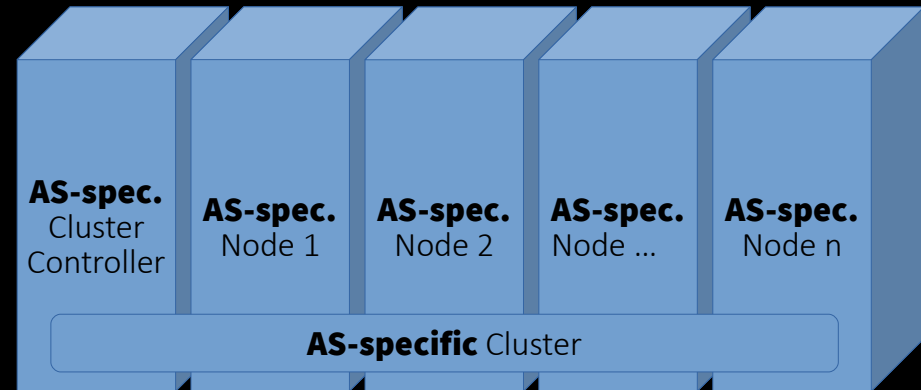 AS-spec.
Cluster
Controller
AS-spec.
Node 1
AS-spec.
Node 2
AS-spec.
Node ...
AS-spec.
Node n
AS-specific Cluster